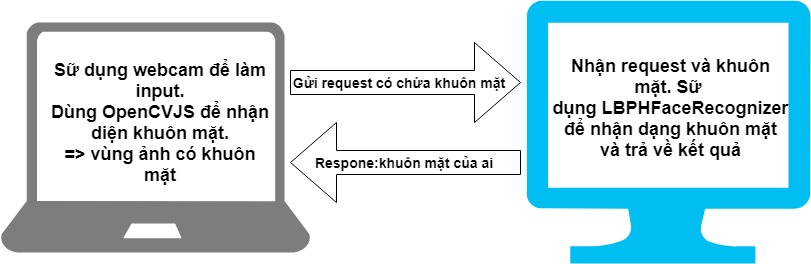 Sữ dụng webcam để làm
input.
Dùng OpenCVJS để nhận
diện khuôn mặt.
=> vùng ảnh có khuôn
mặt
Gửi request có chứa khuôn mặt
Respone:khuôn mặt của ai
Nhận request và khuôn
mặt. Sữ
dụng LBPHFaceRecognizer
để nhận dạng khuôn mặt
và trả về kết quả